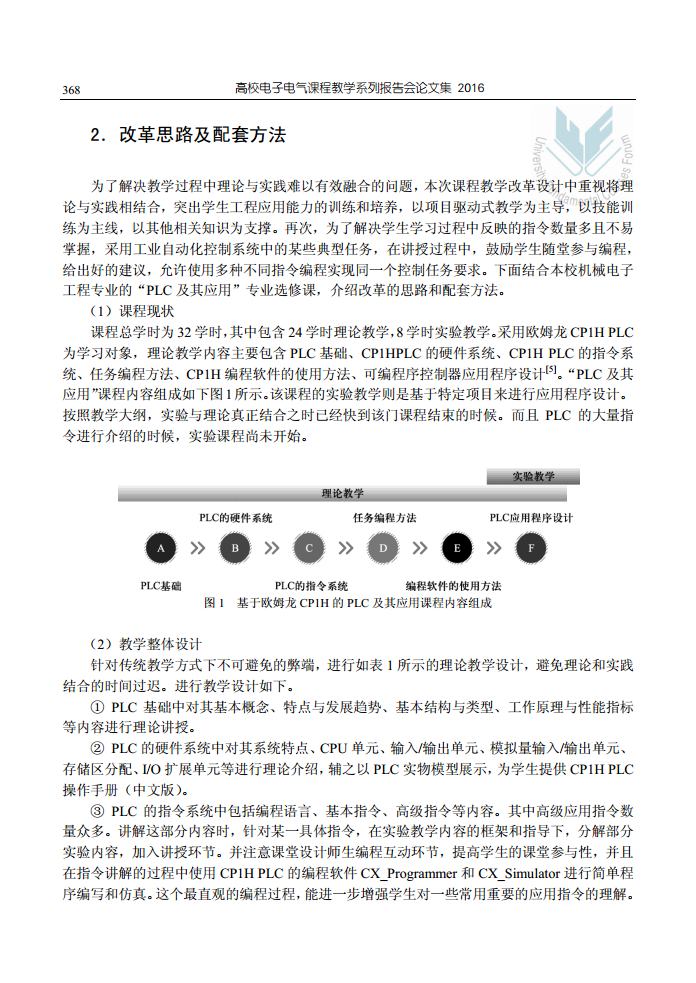 368
高校电子电气课程教学系列报告会论文集 2016
2．改革思路及配套方法
为了解决教学过程中理论与实践难以有效融合的问题，本次课程教学改革设计中重视将理
论与实践相结合，突出学生工程应用能力的训练和培养，以项目驱动式教学为主导，以技能训
练为主线，以其他相关知识为支撑。再次，为了解决学生学习过程中反映的指令数量多且不易
掌握，采用工业自动化控制系统中的某些典型任务，在讲授过程中，鼓励学生随堂参与编程，
给出好的建议，允许使用多种不同指令编程实现同一个控制任务要求。下面结合本校机械电子
工程专业的“PLC 及其应用”专业选修课，介绍改革的思路和配套方法。
（1）课程现状
课程总学时为 32 学时，其中包含 24 学时理论教学，8 学时实验教学。采用欧姆龙 CP1H PLC
为学习对象，理论教学内容主要包含 PLC 基础、CP1HPLC 的硬件系统、CP1H PLC 的指令系
统、任务编程方法、CP1H 编程软件的使用方法、可编程序控制器应用程序设计[5]。“PLC 及其
应用”课程内容组成如下图 1 所示。该课程的实验教学则是基于特定项目来进行应用程序设计。
按照教学大纲，实验与理论真正结合之时已经快到该门课程结束的时候。而且 PLC 的大量指
令进行介绍的时候，实验课程尚未开始。
实验教学
理论教学
PLC的硬件系统 任务编程方法 PLC应用程序设计
A B C D E F
PLC基础 PLC的指令系统 编程软件的使用方法
图 1 基于欧姆龙 CP1H 的 PLC 及其应用课程内容组成
（2）教学整体设计
针对传统教学方式下不可避免的弊端，进行如表 1 所示的理论教学设计，避免理论和实践
结合的时间过迟。进行教学设计如下。
① PLC 基础中对其基本概念、特点与发展趋势、基本结构与类型、工作原理与性能指标
等内容进行理论讲授。
② PLC 的硬件系统中对其系统特点、CPU 单元、输入/输出单元、模拟量输入/输出单元、
存储区分配、I/O 扩展单元等进行理论介绍，辅之以 PLC 实物模型展示，为学生提供 CP1H PLC
操作手册（中文版）。
③ PLC 的指令系统中包括编程语言、基本指令、高级指令等内容。其中高级应用指令数
量众多。讲解这部分内容时，针对某一具体指令，在实验教学内容的框架和指导下，分解部分
实验内容，加入讲授环节。并注意课堂设计师生编程互动环节，提高学生的课堂参与性，并且
在指令讲解的过程中使用 CP1H PLC 的编程软件 CX_Programmer 和 CX_Simulator 进行简单程
序编写和仿真。这个最直观的编程过程，能进一步增强学生对一些常用重要的应用指令的理解。